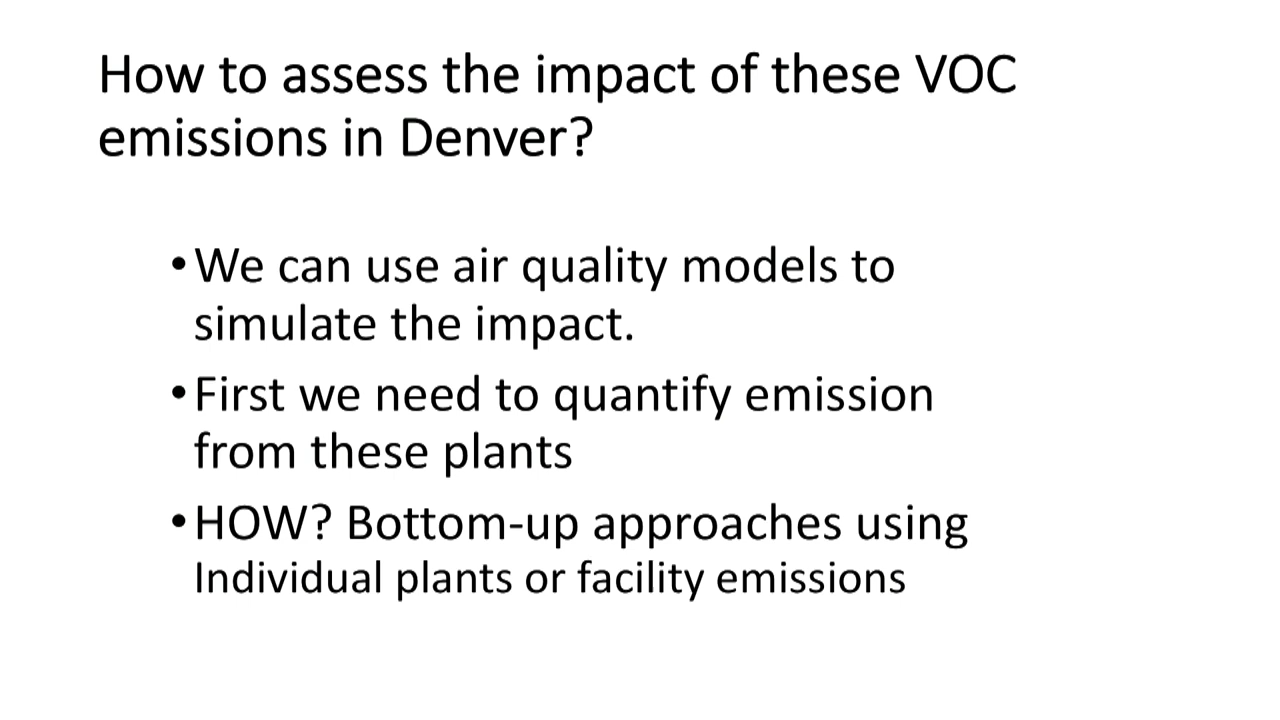 How to assess the impact of these VOC
emissions in Denver?
•We can use air quality models to
simulate the impact.
•First we need to quantify emission
from these plants
•HOW? Bottom-up approaches using
Individual plants or facility emissions